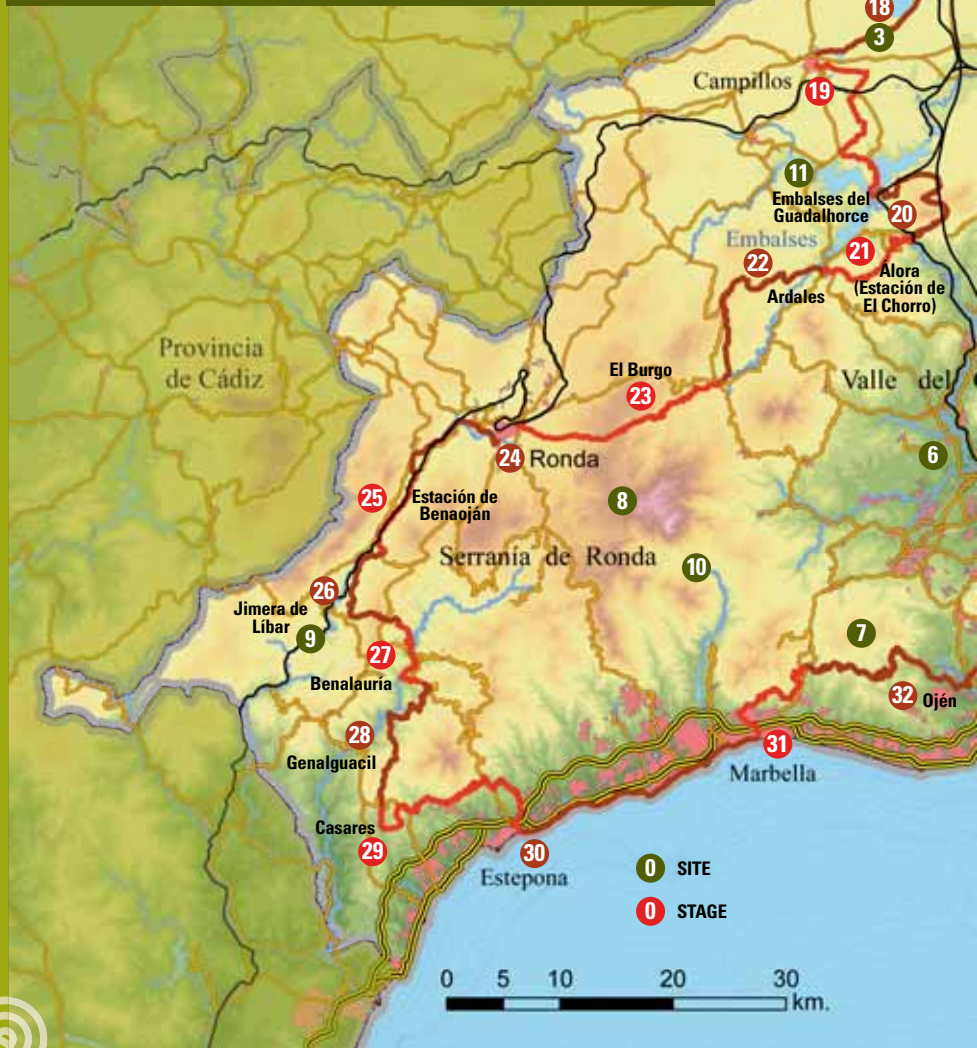 18
3
Campillos
19
11
Embalses del
Guadalhorce
20
Embalses
21
22
Álora
(Estación de
El Chorro)
Ardales
Provincia
de Cádiz
El Burgo
23
Valle del
6
24
Ronda
25
Estación de
Benaoján
8
Serranía de Ronda
10
26
Jimera de
Líbar
9
7
27
Benalauría
32
Ojén
28
Genalguacil
31
Marbella
Casares
29
30
Estepona
0 SITE
0 STAGE
0 5 10 20 30
km.